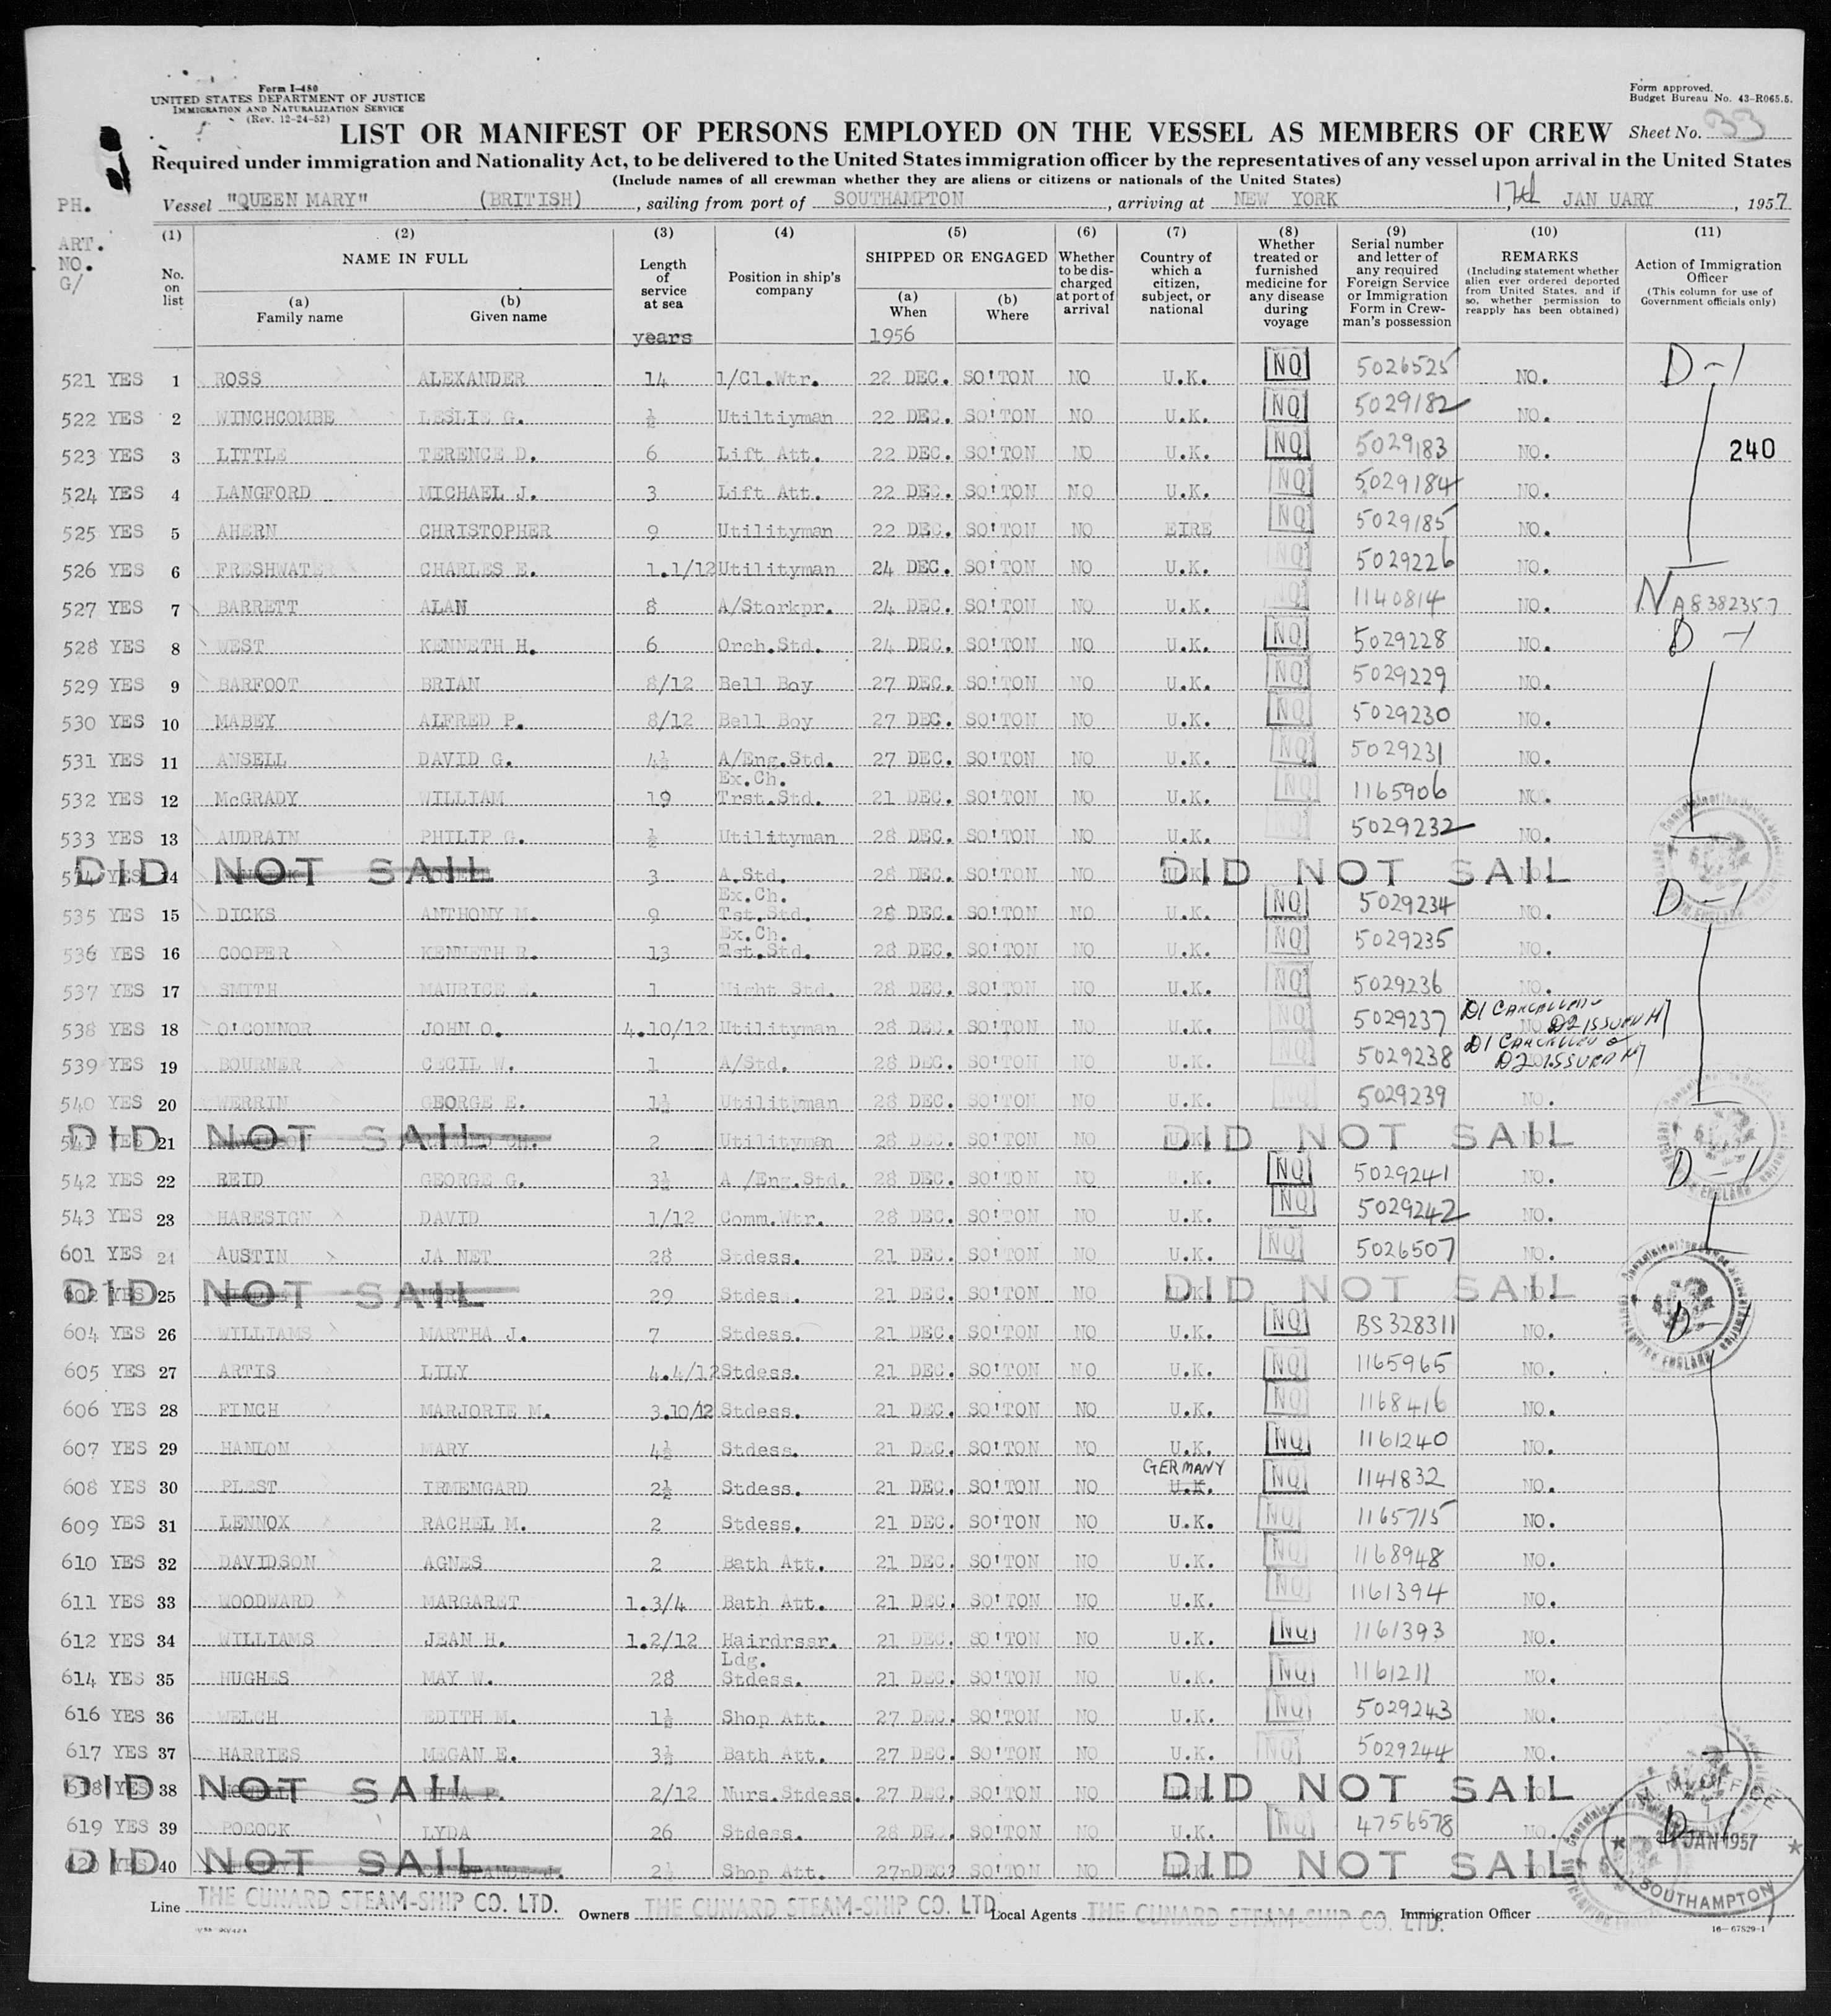 Form I-480
UNITED STATES DEPARTMENT OF JUSTICE
IMMIGRATION AND NATURALIZATION SERVICE
(Rev. 12-24-52)
Form approved.
Budget Bureau No. 43-R065.5.
LIST OR MANIFEST OF PERSONS EMPLOYED ON THE VESSEL AS MEMBERS OF CREW Sheet No. 33
Required under immigration and Nationality Act, to be delivered to the United States immigration officer by the representatives of any vessel upon arrival in the United States
(Include names of all crewman whether they are aliens or citizens or nationals of the United States)
PH. Vessel "QUEEN MARY" (BRITISH), sailing from port of SOUTHAMPTON, arriving at NEW YORK, 17th JAN UARY, 1957
ART. NO. G/
(1) No. on list
(2) NAME IN FULL (a) Family name (b) Given name
(3) Length of service at sea years
(4) Position in ship's company
(5) SHIPPED OR ENGAGED (a) When 1956 (b) Where
(6) Whether to be discharged at port of arrival
(7) Country of which a citizen, subject, or national
(8) Whether treated or furnished medicine for any disease during voyage
(9) Serial number and letter of any required Foreign Service or Immigration Form in Crewman's possession
(10) REMARKS (Including statement whether alien ever ordered deported from United States, and if so, whether permission to reapply has been obtained)
(11) Action of Immigration Officer (This column for use of Government officials only)
521 YES 1 ROSS ALEXANDER 14 1/Cl.Wtr. 22 DEC. SO'TON NO U.K. NO 5026525 NO. D-1
522 YES 2 WINCHCOMBE LESLIE G. ½ Utiltiyman 22 DEC. SO'TON NO U.K. NO 5029182 NO.
523 YES 3 LITTLE TERENCE D. 6 Lift Att. 22 DEC. SO'TON NO U.K. NO 5029183 NO. 240
524 YES 4 LANGFORD MICHAEL J. 3 Lift Att. 22 DEC. SO'TON NO U.K. NO 5029184 NO.
525 YES 5 AHERN CHRISTOPHER 9 Utilityman 22 DEC. SO'TON NO EIRE NO 5029185 NO.
526 YES 6 FRESHWATER CHARLES E. 1.1/12 Utilityman 24 DEC. SO'TON NO U.K. NO 5029226 NO.
527 YES 7 BARRETT ALAN 8 A/Storkpr. 24 DEC. SO'TON NO U.K. NO 1140814 NO. N A8382357
528 YES 8 WEST KENNETH H. 6 Orch.Std. 24 DEC. SO'TON NO U.K. NO 5029228 NO. D-1
529 YES 9 BARFOOT BRIAN 8/12 Bell Boy 27 DEC. SO'TON NO U.K. NO 5029229 NO.
530 YES 10 MABEY ALFRED P. 8/12 Bell Boy 27 DEC. SO'TON NO U.K. NO 5029230 NO.
531 YES 11 ANSELL DAVID G. 4½ A/Eng.Std. 27 DEC. SO'TON NO U.K. NO 5029231 NO.
532 YES 12 McGRADY WILLIAM 19 Ex.Ch. Trst.Std. 21 DEC. SO'TON NO U.K. NO 1165906 NO.
533 YES 13 AUDRAIN PHILIP G. ½ Utilityman 28 DEC. SO'TON NO U.K. NO 5029232 NO.
DID NOT SAIL 14 3 A.Std. 28 DEC. SO'TON NO U.K. DID NOT SAIL
535 YES 15 DICKS ANTHONY M. 9 Ex.Ch. Tst.Std. 28 DEC. SO'TON NO U.K. NO 5029234 NO. D-1
536 YES 16 COOPER KENNETH R. 13 Ex.Ch. Tst.Std. 28 DEC. SO'TON NO U.K. NO 5029235 NO.
537 YES 17 SMITH MAURICE 1 Night Std. 28 DEC. SO'TON NO U.K. NO 5029236 NO.
538 YES 18 O'CONNOR JOHN O. 4.10/12 Utilityman 28 DEC. SO'TON NO U.K. NO 5029237 NO D1 CANCELLED D2 ISSUED
539 YES 19 BOURNER CECIL W. 1 A/Std. 28 DEC. SO'TON NO U.K. NO 5029238 D1 CANCELLED & D2 ISSUED
540 YES 20 WERRIN GEORGE E. 1½ Utilityman 28 DEC. SO'TON NO U.K. NO 5029239 NO.
DID NOT SAIL 541 YES 21 2 Utilityman 28 DEC. SO'TON NO U.K. DID NOT SAIL
542 YES 22 REID GEORGE G. 3½ A /Eng.Std. 28 DEC. SO'TON NO U.K. NO 5029241 NO. D-1
543 YES 23 HARESIGN DAVID 1/12 Comm.Wtr. 28 DEC. SO'TON NO U.K. NO 5029242 NO.
601 YES 24 AUSTIN JA NET 28 Stdess. 21 DEC. SO'TON NO U.K. NO 5026507 NO.
DID NOT SAIL 602 YES 25 29 Stdes. 21 DEC. SO'TON NO U.K. DID NOT SAIL
604 YES 26 WILLIAMS MARTHA J. 7 Stdess. 21 DEC. SO'TON NO U.K. NO BS328311 NO. D-
605 YES 27 ARTIS LILY 4.4/12 Stdess. 21 DEC. SO'TON NO U.K. NO 1165965 NO.
606 YES 28 FINCH MARJORIE M. 3.10/12 Stdess. 21 DEC. SO'TON NO U.K. NO 1168416 NO.
607 YES 29 HANLON MARY 4½ Stdess. 21 DEC. SO'TON NO U.K. NO 1161240 NO.
608 YES 30 PLEST IRMENGARD 2½ Stdess. 21 DEC. SO'TON NO GERMANY U.K. NO 1141832 NO.
609 YES 31 LENNOX RACHEL M. 2 Stdess. 21 DEC. SO'TON NO U.K. NO 1165715 NO.
610 YES 32 DAVIDSON AGNES 2 Bath Att. 21 DEC. SO'TON NO U.K. NO 1168948 NO.
611 YES 33 WOODWARD MARGARET 1.3/4 Bath Att. 21 DEC. SO'TON NO U.K. NO 1161394 NO.
612 YES 34 WILLIAMS JEAN H. 1.2/12 Hairdrssr. 21 DEC. SO'TON NO U.K. NO 1161393 NO.
614 YES 35 HUGHES MAY W. 28 Ldg. Stdess. 21 DEC. SO'TON NO U.K. NO 1161211 NO.
616 YES 36 WELCH EDITH M. 1½ Shop Att. 27 DEC. SO'TON NO U.K. NO 5029243 NO.
617 YES 37 HARRIES MEGAN E. 3½ Bath Att. 27 DEC. SO'TON NO U.K. NO 5029244 NO.
DID NOT SAIL 618 YES 38 2/12 Nurs.Stdess. 27 DEC. SO'TON NO U.K. DID NOT SAIL
619 YES 39 POCOCK LYDA 26 Stdess. 28 DEC. SO'TON NO U.K. NO 4756578 NO. D-1
DID NOT SAIL 40 2½ Shop Att. 27nDEC? SO'TON NO U.K. DID NOT SAIL
M.M. OFFICE JAN 1957 SOUTHAMPTON
Line THE CUNARD STEAM-SHIP CO. LTD. Owners THE CUNARD STEAM-SHIP CO. LTD. Local Agents THE CUNARD STEAM-SHIP CO. LTD. Immigration Officer
16-67529-1